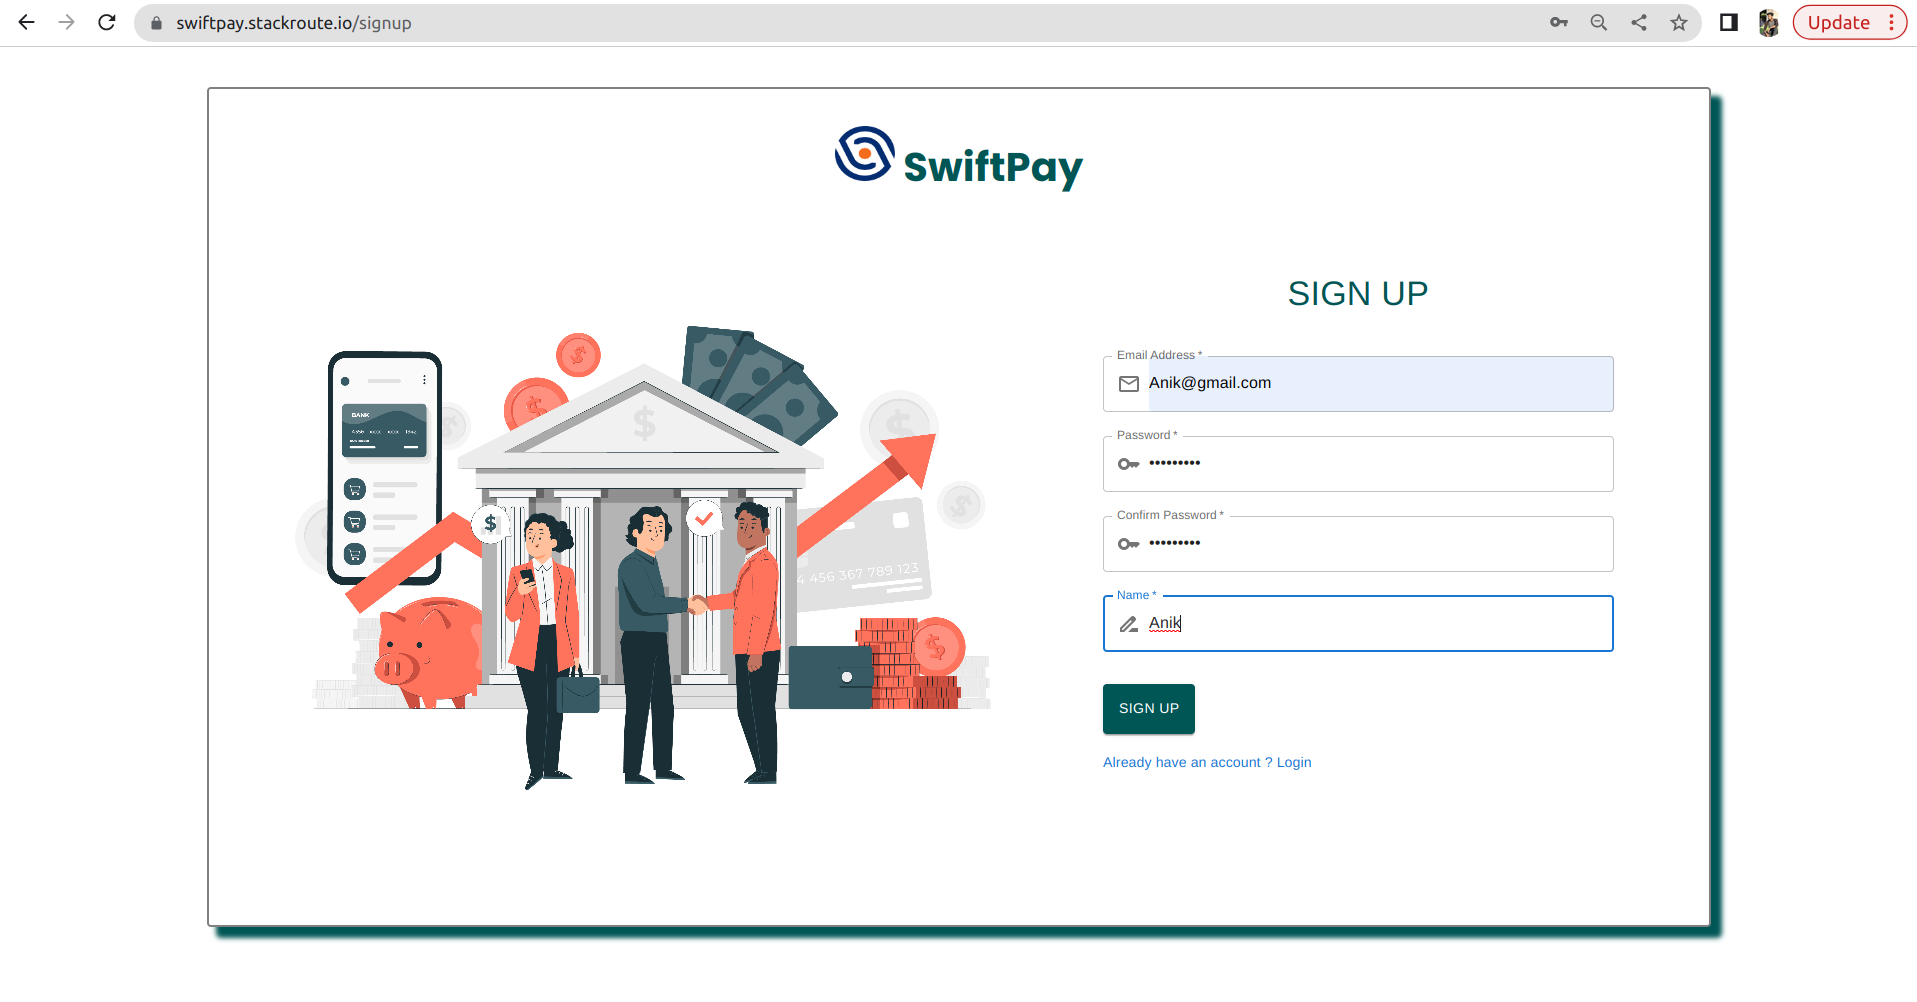 swiftpay.stackroute.io/signup
Update
SwiftPay
SIGN UP
Email Address *
Anik@gmail.com
Password *
•••••••••
Confirm Password *
•••••••••
Name *
Anik
SIGN UP
Already have an account ? Login
BANK
$
$
4 456 367 789 123